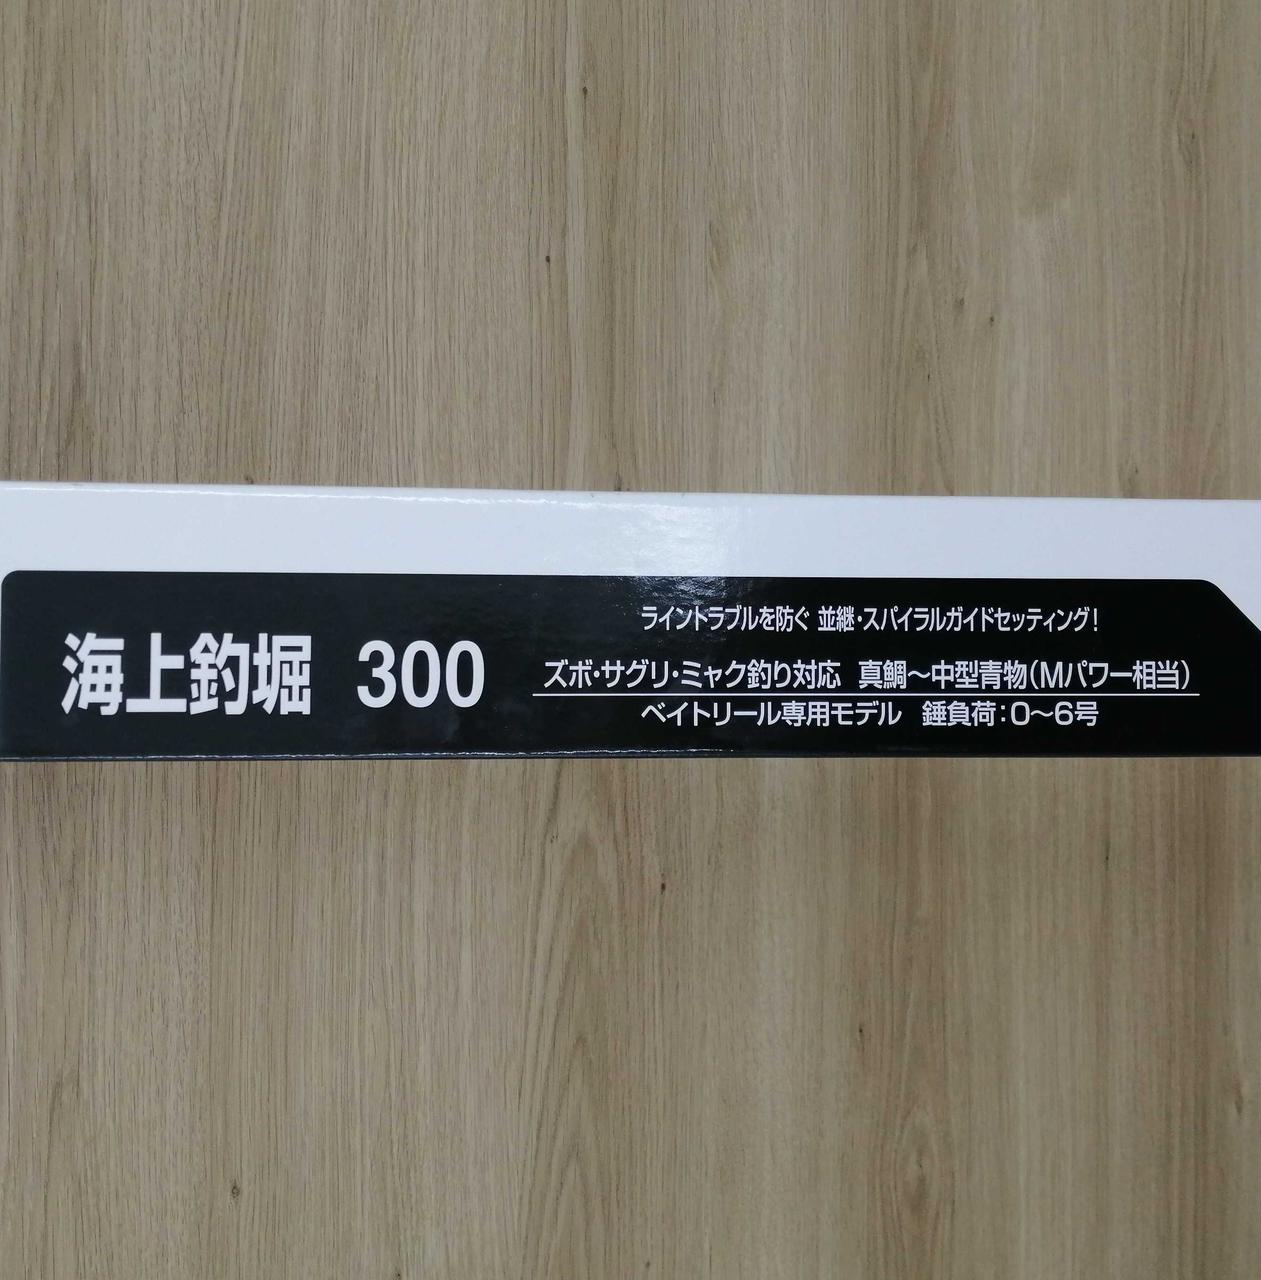 海上釣堀 300
ライントラブルを防ぐ 並継・スパイラルガイドセッティング!
ズボ・サグリ・ミャク釣り対応 真鯛～中型青物(Mパワー相当)
ベイトリール専用モデル 錘負荷:0～6号